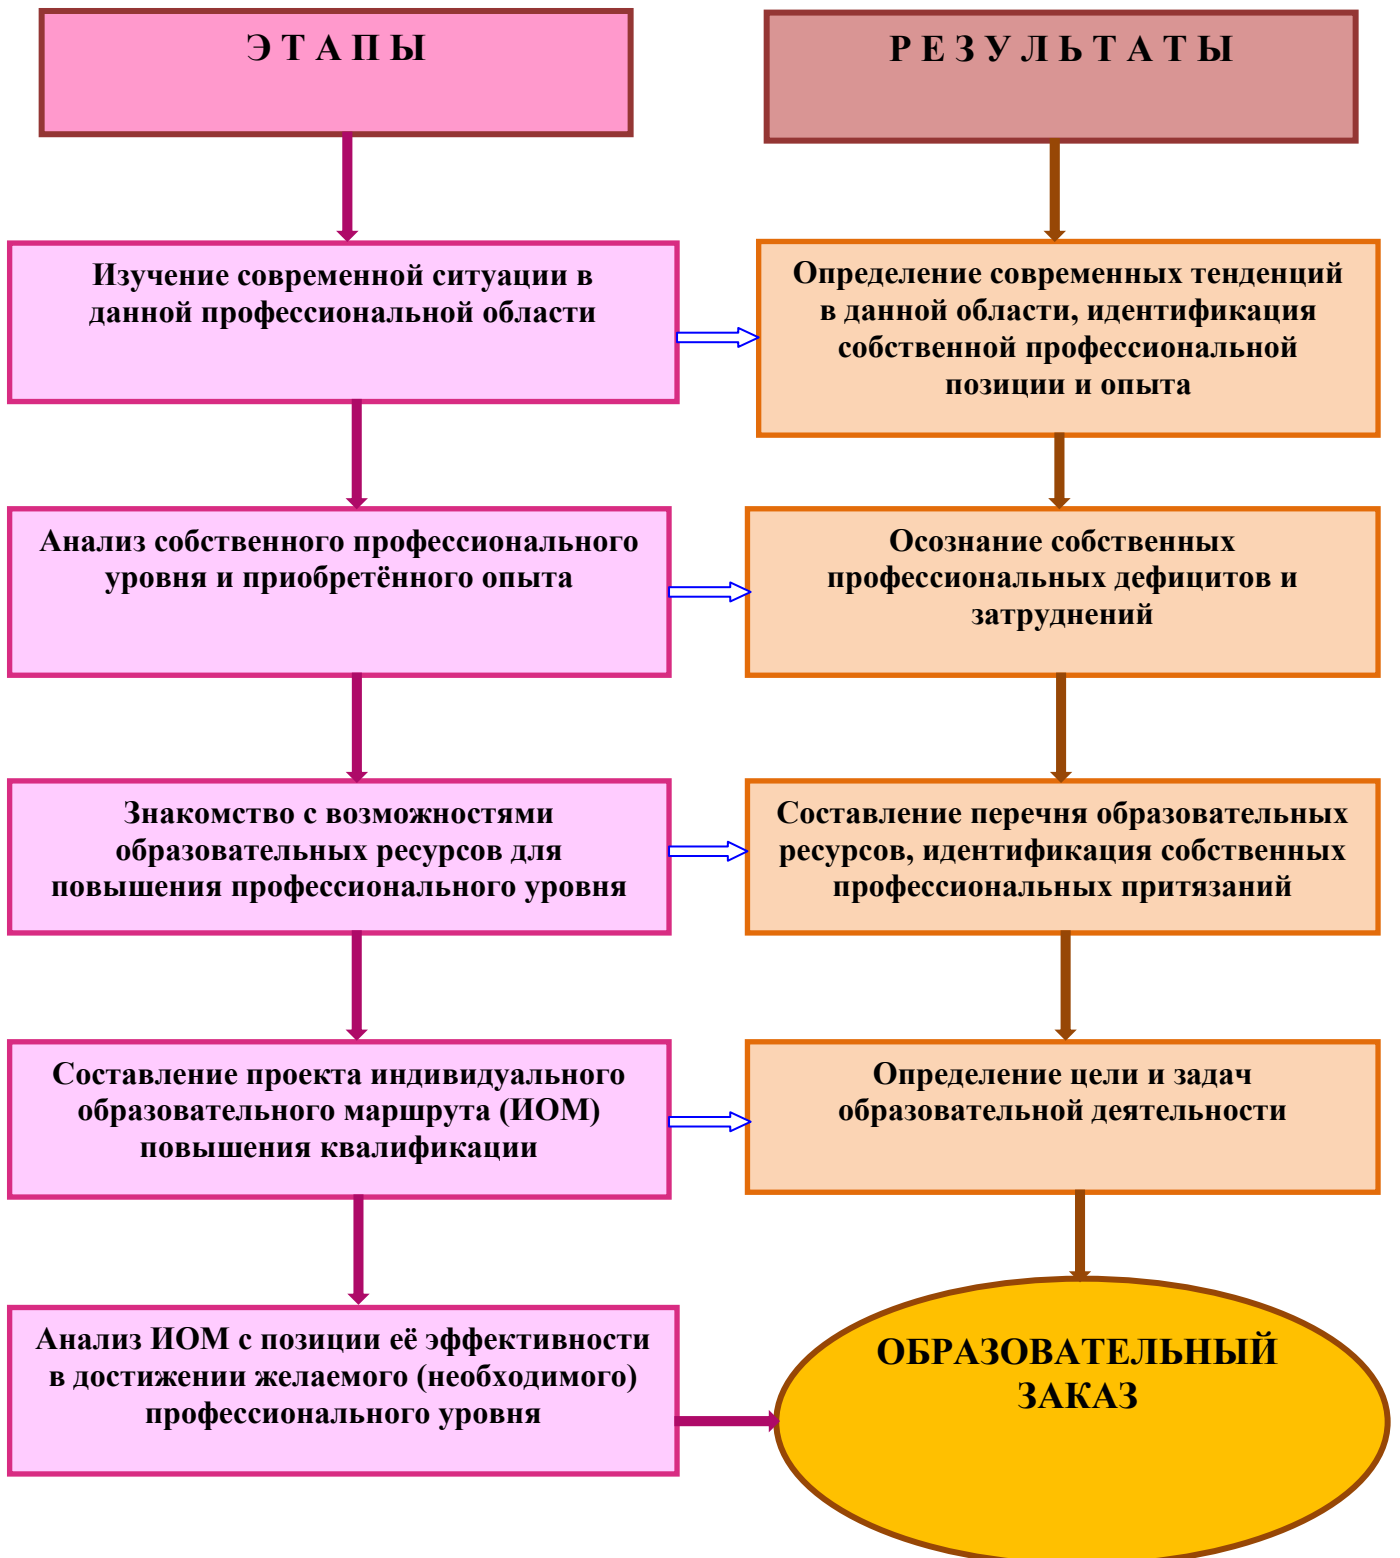 Э Т А П Ы
Р Е З У Л Ь Т А Т Ы
Изучение современной ситуации в
данной профессиональной области
Определение современных тенденций
в данной области, идентификация
собственной профессиональной
позиции и опыта
Анализ собственного профессионального
уровня и приобретённого опыта
Осознание собственных
профессиональных дефицитов и
затруднений
Знакомство с возможностями
образовательных ресурсов для
повышения профессионального уровня
Составление перечня образовательных
ресурсов, идентификация собственных
профессиональных притязаний
Составление проекта индивидуального
образовательного маршрута (ИОМ)
повышения квалификации
Определение цели и задач
образовательной деятельности
Анализ ИОМ с позиции её эффективности
в достижении желаемого (необходимого)
профессионального уровня
ОБРАЗОВАТЕЛЬНЫЙ
ЗАКАЗ